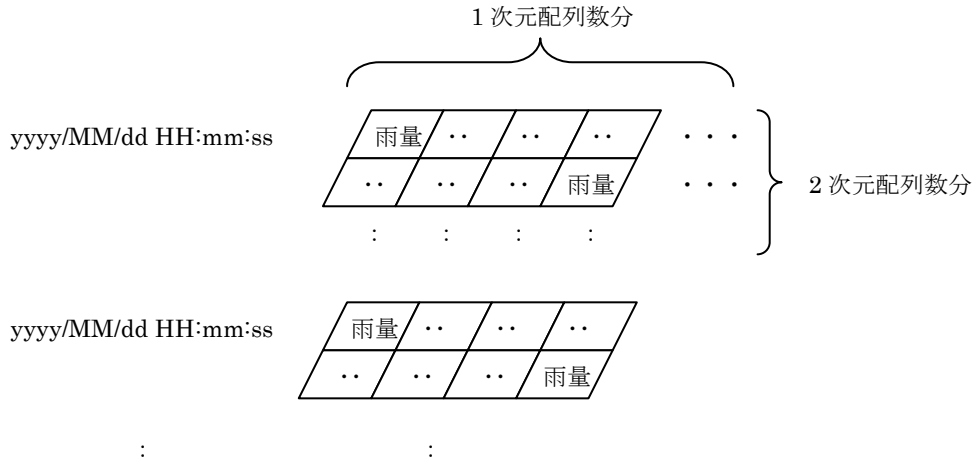 1 次元配列数分
yyyy/MM/dd HH:mm:ss
雨量 ‥ ‥ ‥ ・・・
‥ ‥ ‥ 雨量 ・・・
2 次元配列数分
: : : :
yyyy/MM/dd HH:mm:ss
雨量 ‥ ‥ ‥
‥ ‥ ‥ 雨量
: :